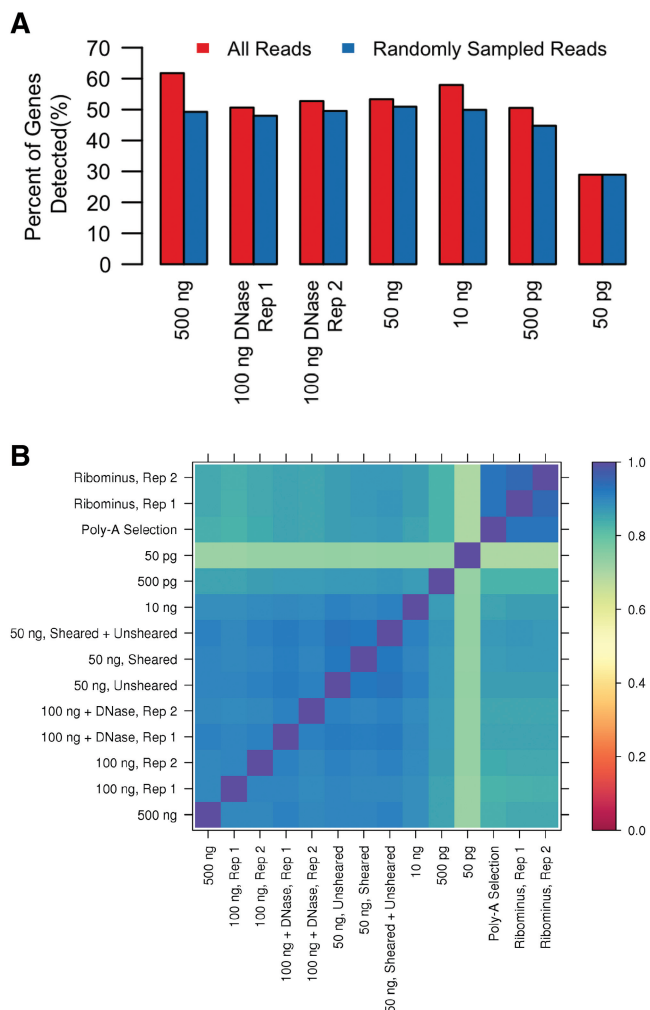 A
70
60
50
40
30
20
10
0
Percent of Genes
Detected(%)
All Reads
Randomly Sampled Reads
500 ng
100 ng DNase
Rep 1
100 ng DNase
Rep 2
50 ng
10 ng
500 pg
50 pg
B
Ribominus, Rep 2
Ribominus, Rep 1
Poly-A Selection
50 pg
500 pg
10 ng
50 ng, Sheared + Unsheared
50 ng, Sheared
50 ng, Unsheared
100 ng + DNase, Rep 2
100 ng + DNase, Rep 1
100 ng, Rep 2
100 ng, Rep 1
500 ng
1.0
0.8
0.6
0.4
0.2
0.0
500 ng
100 ng, Rep 1
100 ng, Rep 2
100 ng + DNase, Rep 1
100 ng + DNase, Rep 2
50 ng, Unsheared
50 ng, Sheared
50 ng, Sheared + Unsheared
10 ng
500 pg
50 pg
Poly-A Selection
Ribominus, Rep 1
Ribominus, Rep 2